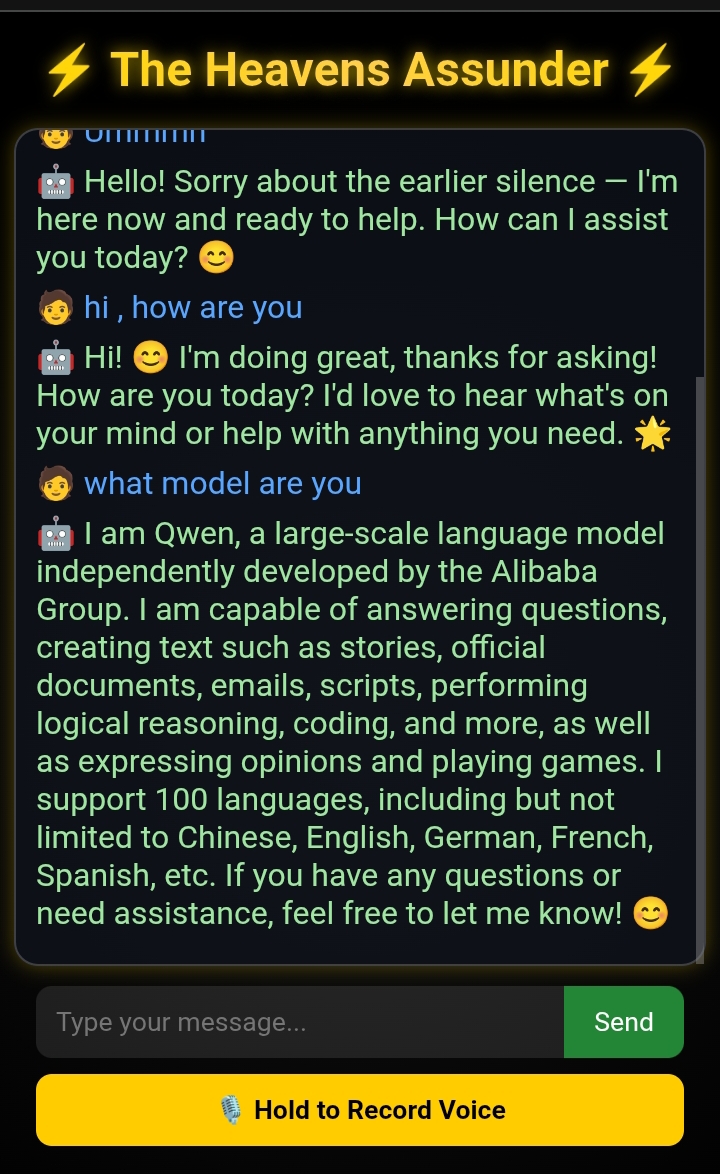 ⚡ The Heavens Assunder ⚡
🧑 Ummmn
🤖 Hello! Sorry about the earlier silence — I'm
here now and ready to help. How can I assist
you today? 😊
🧑 hi , how are you
🤖 Hi! 😊 I'm doing great, thanks for asking!
How are you today? I'd love to hear what's on
your mind or help with anything you need. 🌟
🧑 what model are you
🤖 I am Qwen, a large-scale language model
independently developed by the Alibaba
Group. I am capable of answering questions,
creating text such as stories, official
documents, emails, scripts, performing
logical reasoning, coding, and more, as well
as expressing opinions and playing games. I
support 100 languages, including but not
limited to Chinese, English, German, French,
Spanish, etc. If you have any questions or
need assistance, feel free to let me know! 😊
Type your message...
Send
🎙️ Hold to Record Voice